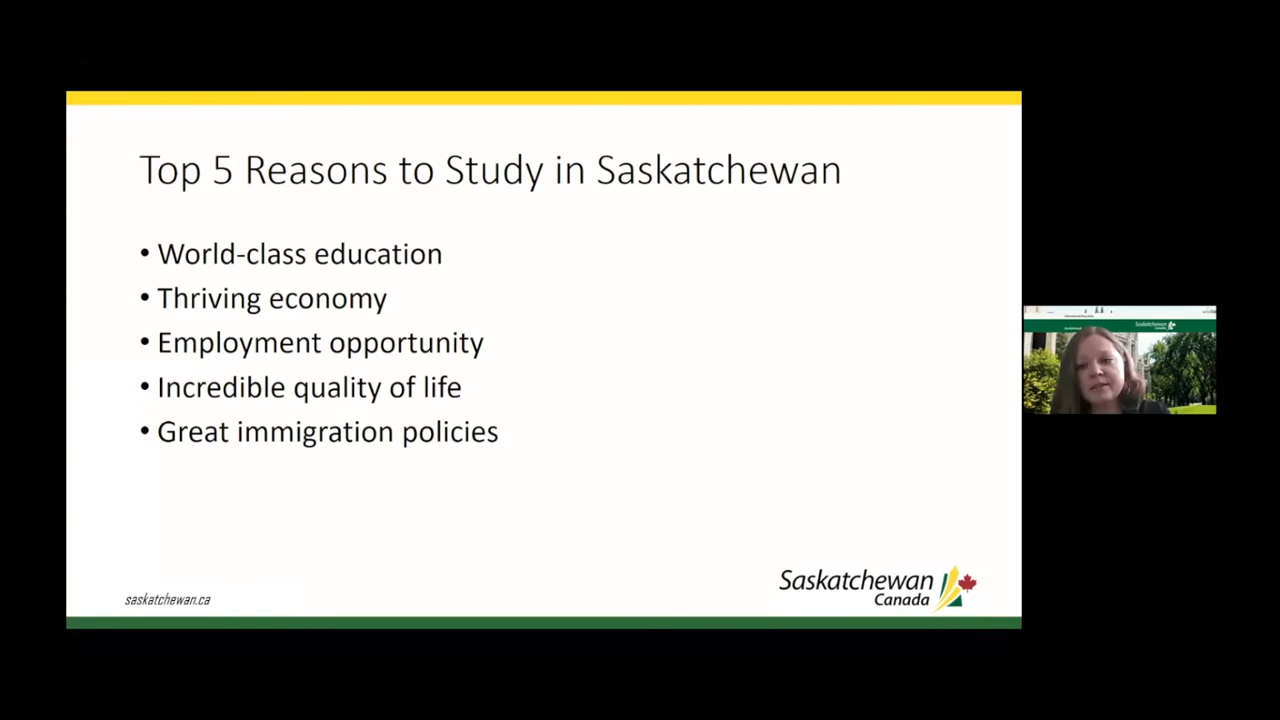 Top 5 Reasons to Study in Saskatchewan
• World-class education
• Thriving economy
• Employment opportunity
• Incredible quality of life
• Great immigration policies
saskatchewan.ca
Saskatchewan
Canada
Saskatchewan